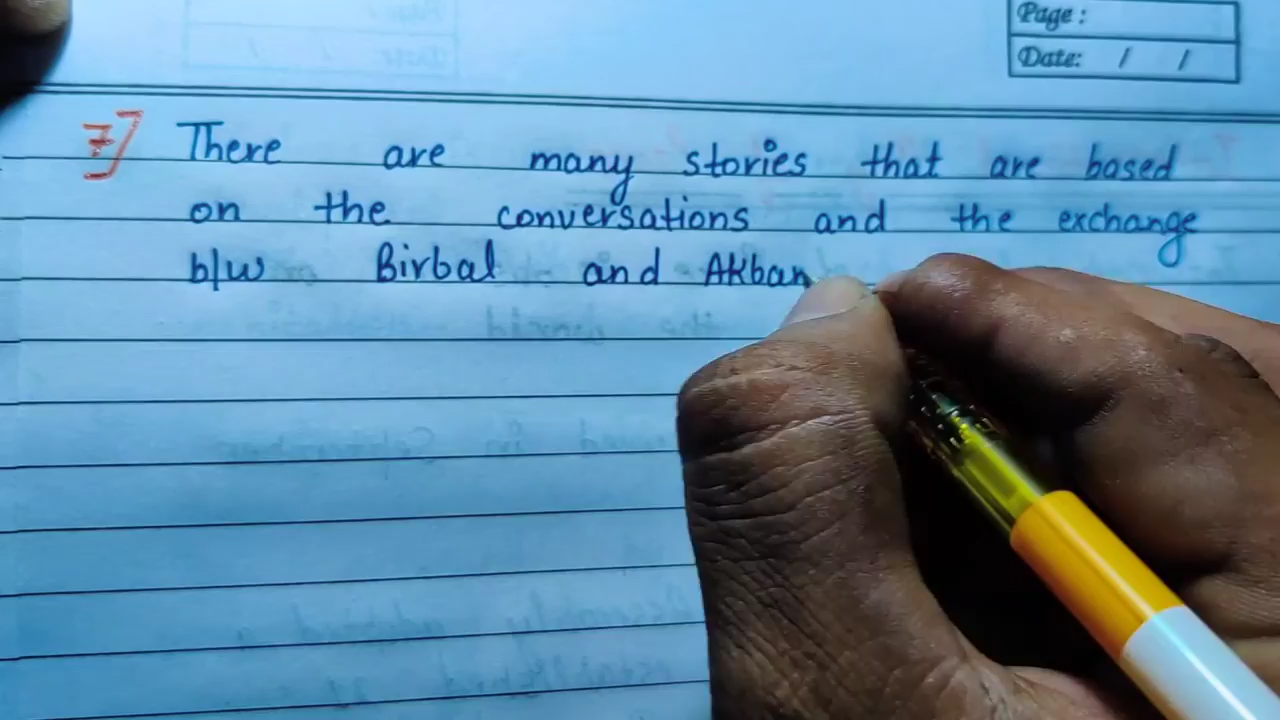 Page :
Date: / /
7] There are many stories that are based
on the conversations and the exchange
b/w Birbal and Akbar